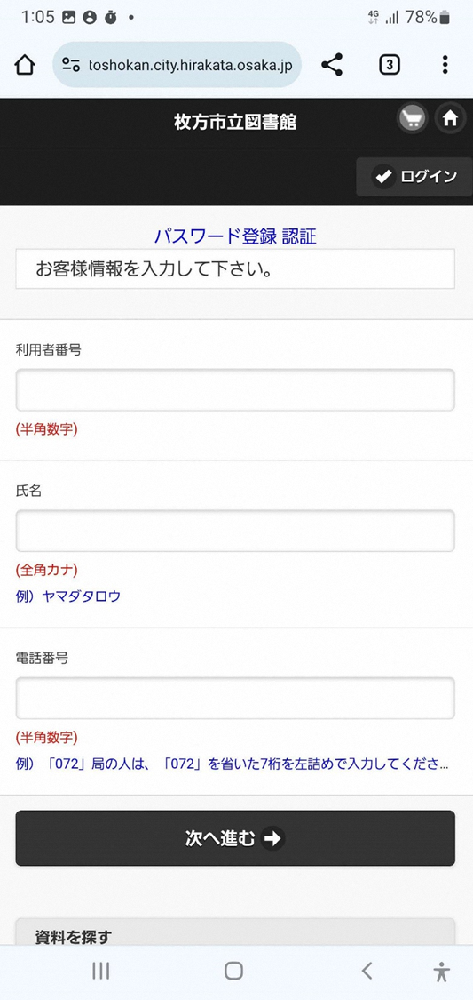 1:05
4G
78%
toshokan.city.hirakata.osaka.jp
3
枚方市立図書館
ログイン
パスワード登録 認証
お客様情報を入力して下さい。
利用者番号
(半角数字)
氏名
(全角カナ)
例）ヤマダタロウ
電話番号
(半角数字)
例）「072」局の人は、「072」を省いた7桁を左詰めで入力してくださ...
次へ進む
資料を探す